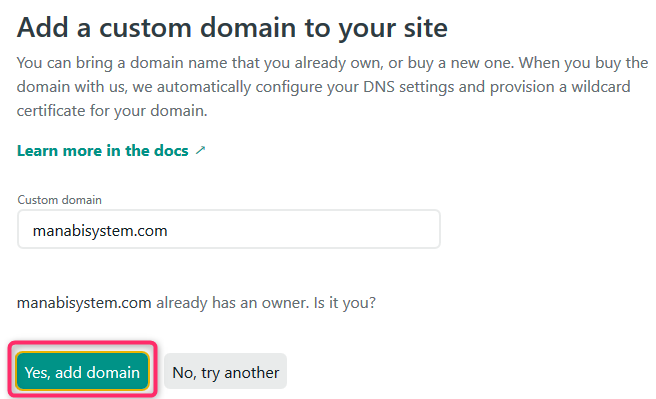 Add a custom domain to your site
You can bring a domain name that you already own, or buy a new one. When you buy the
domain with us, we automatically configure your DNS settings and provision a wildcard
certificate for your domain.
Learn more in the docs ↗
Custom domain
manabisystem.com
manabisystem.com already has an owner. Is it you?
Yes, add domain No, try another